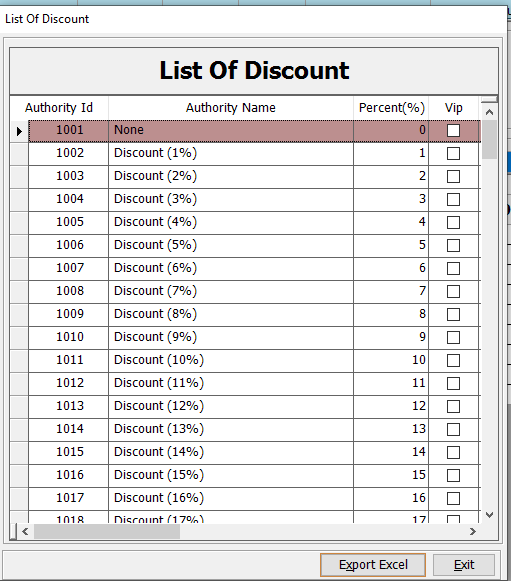 List Of Discount
List Of Discount
Authority Id Authority Name Percent(%) Vip
1001 None 0
1002 Discount (1%) 1
1003 Discount (2%) 2
1004 Discount (3%) 3
1005 Discount (4%) 4
1006 Discount (5%) 5
1007 Discount (6%) 6
1008 Discount (7%) 7
1009 Discount (8%) 8
1010 Discount (9%) 9
1011 Discount (10%) 10
1012 Discount (11%) 11
1013 Discount (12%) 12
1014 Discount (13%) 13
1015 Discount (14%) 14
1016 Discount (15%) 15
1017 Discount (16%) 16
1018 Discount (17%) 17
Export Excel Exit